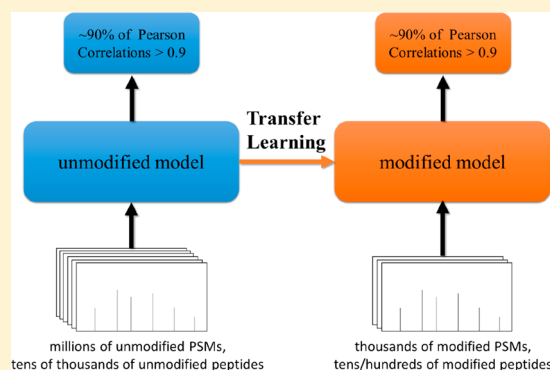 ~90% of Pearson
Correlations > 0.9
~90% of Pearson
Correlations > 0.9
unmodified model
Transfer
Learning
modified model
millions of unmodified PSMs,
tens of thousands of unmodified peptides
thousands of modified PSMs,
tens/hundreds of modified peptides